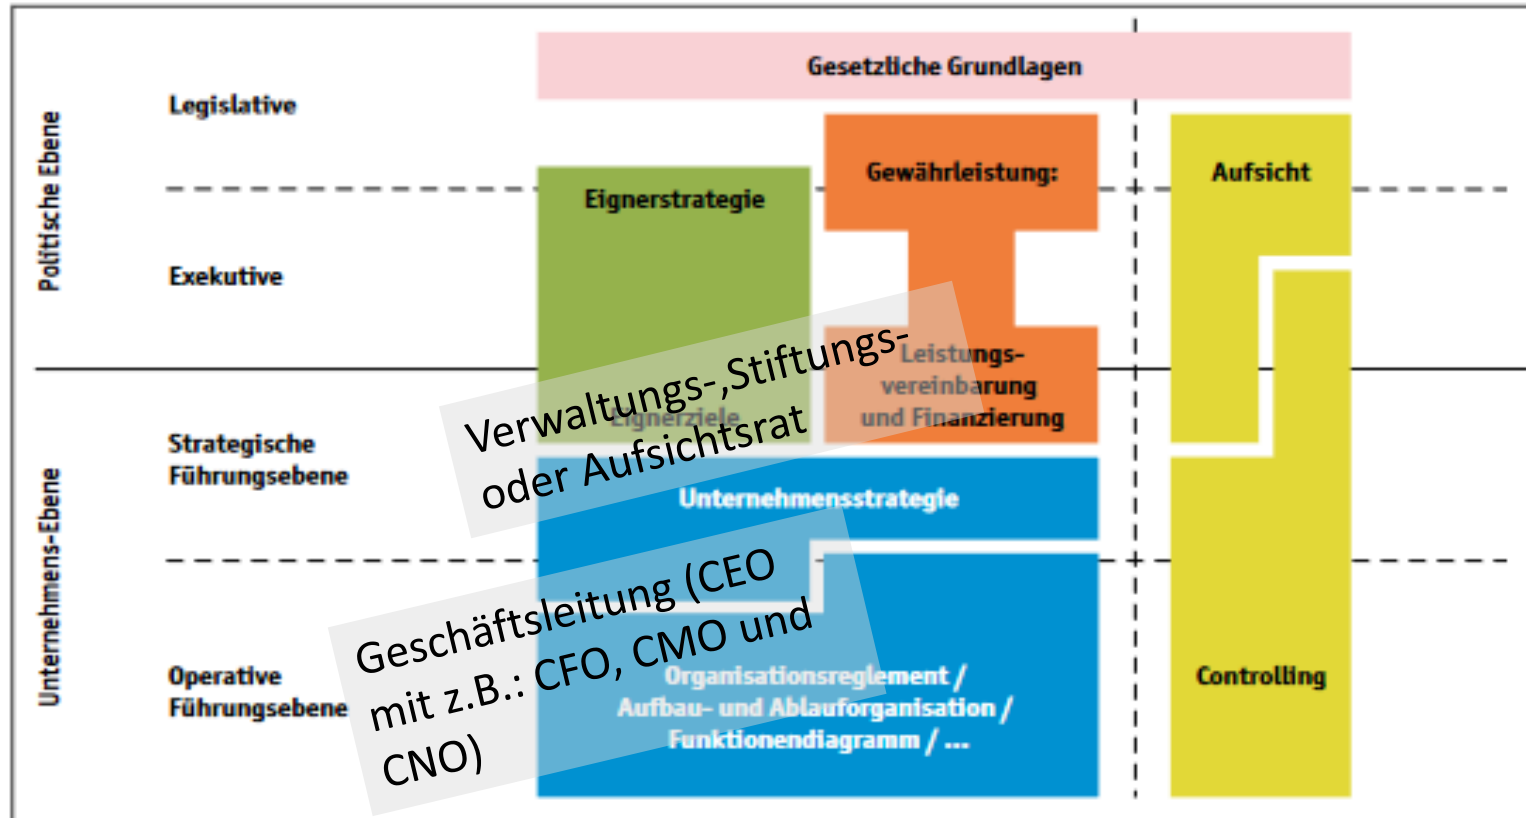 Gesetzliche Grundlagen
Politische Ebene
Legislative
Gewährleistung:
Aufsicht
Eignerstrategie
Exekutive
Leistungs-
vereinbarung
und Finanzierung
Eignerziele
Verwaltungs-,Stiftungs-
oder Aufsichtsrat
Unternehmens-Ebene
Strategische
Führungsebene
Unternehmensstrategie
Geschäftsleitung (CEO
mit z.B.: CFO, CMO und
CNO)
Operative
Führungsebene
Organisationsreglement /
Aufbau- und Ablauforganisation /
Funktionendiagramm / ...
Controlling